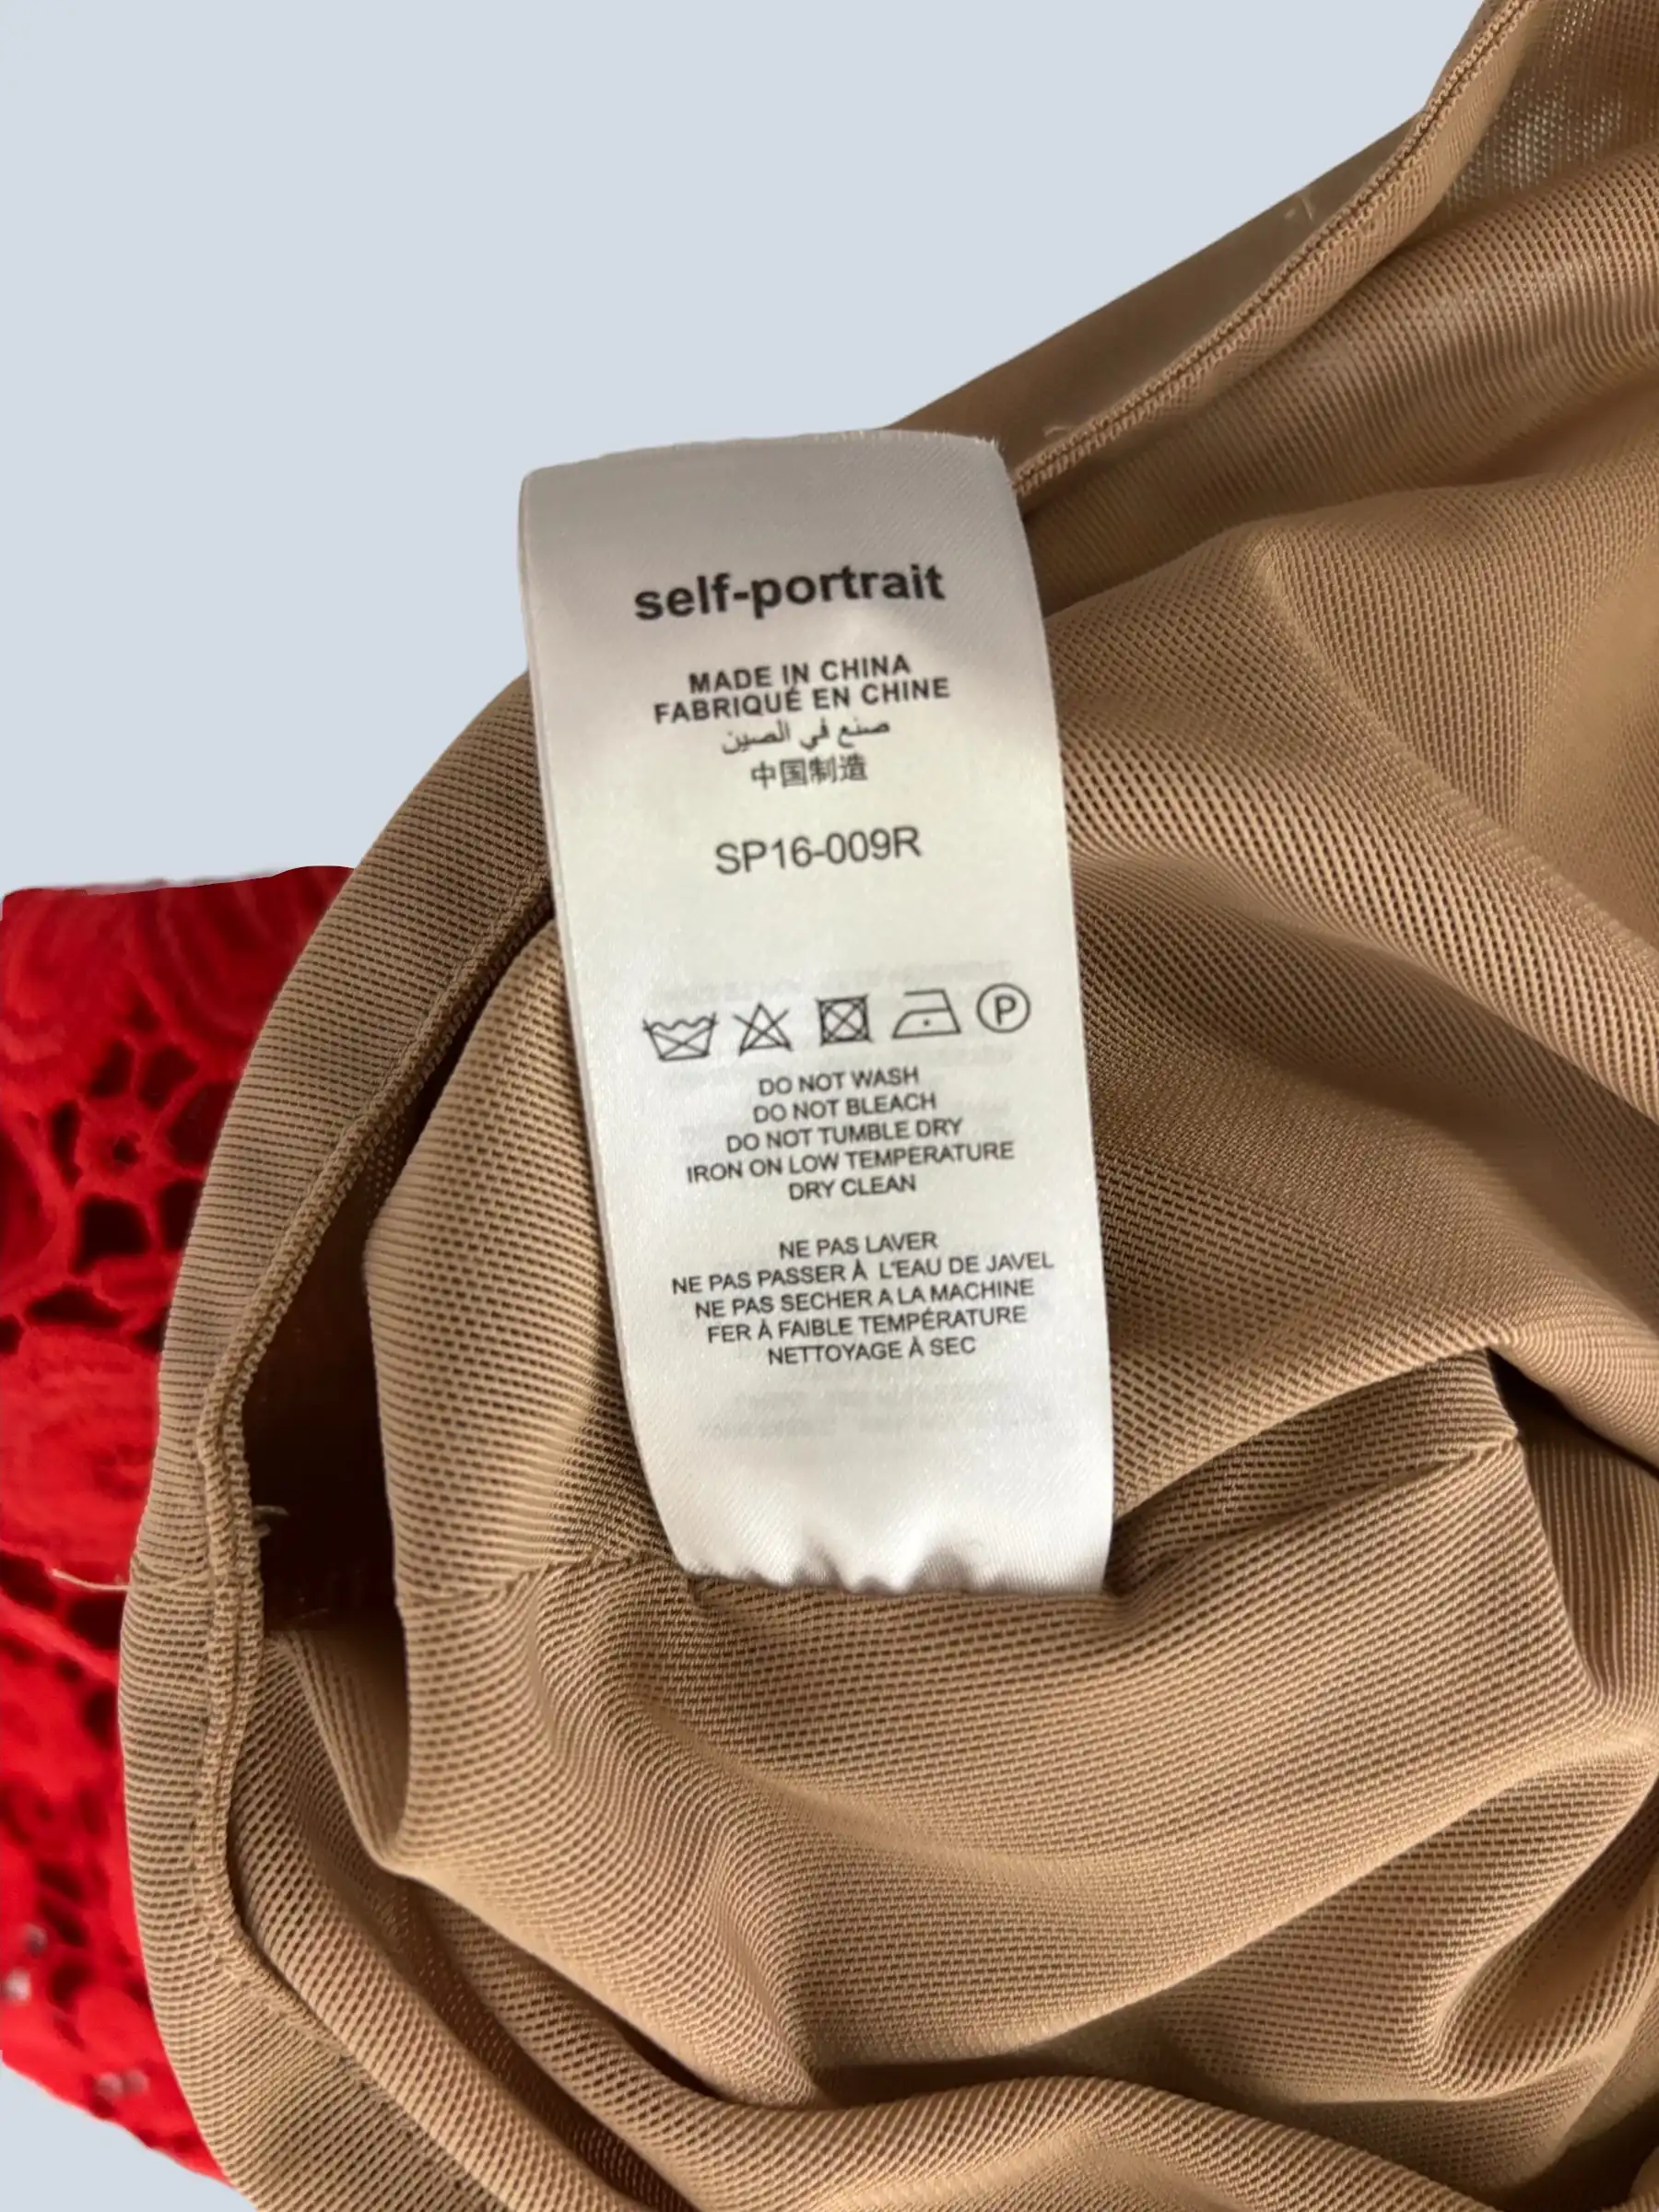 self-portrait
MADE IN CHINA
FABRIQUÉ EN CHINE
صنع في الصين
中国制造
SP16-009R
P
DO NOT WASH
DO NOT BLEACH
DO NOT TUMBLE DRY
IRON ON LOW TEMPERATURE
DRY CLEAN
NE PAS LAVER
NE PAS PASSER À L'EAU DE JAVEL
NE PAS SECHER A LA MACHINE
FER À FAIBLE TEMPÉRATURE
NETTOYAGE À SEC